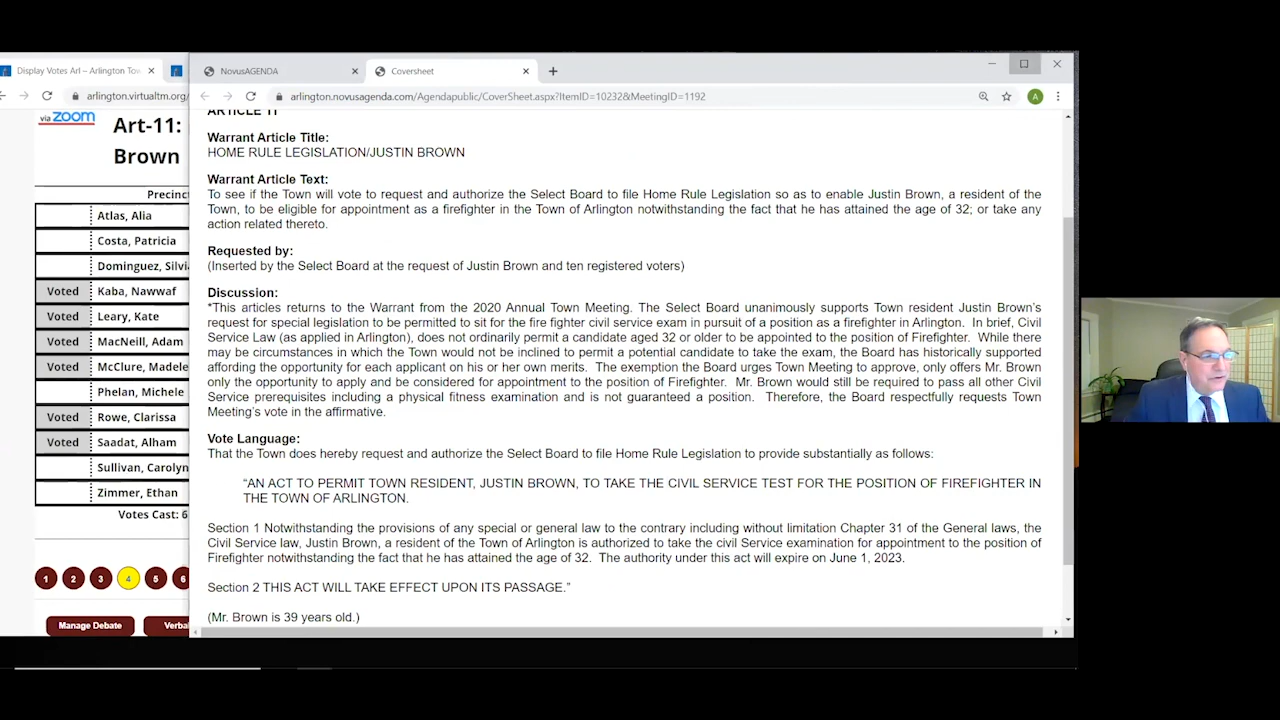 Display Votes Arl – Arlington Tow
NovusAGENDA
Coversheet
arlington.virtualtm.org/
arlington.novusagenda.com/Agendapublic/CoverSheet.aspx?ItemID=10232&MeetingID=1192
A
via zoom
Art-11:
Brown
Precinct
Atlas, Alia
Costa, Patricia
Dominguez, Silvi
Voted Kaba, Nawwaf
Voted Leary, Kate
Voted MacNeill, Adam
Voted McClure, Madele
Phelan, Michele
Voted Rowe, Clarissa
Voted Saadat, Alham
Sullivan, Carolyn
Zimmer, Ethan
Votes Cast: 6
1 2 3 4 5 6
Manage Debate Verba
ARTICLE 11
Warrant Article Title:
HOME RULE LEGISLATION/JUSTIN BROWN
Warrant Article Text:
To see if the Town will vote to request and authorize the Select Board to file Home Rule Legislation so as to enable Justin Brown, a resident of the
Town, to be eligible for appointment as a firefighter in the Town of Arlington notwithstanding the fact that he has attained the age of 32; or take any
action related thereto.
Requested by:
(Inserted by the Select Board at the request of Justin Brown and ten registered voters)
Discussion:
*This articles returns to the Warrant from the 2020 Annual Town Meeting. The Select Board unanimously supports Town resident Justin Brown's
request for special legislation to be permitted to sit for the fire fighter civil service exam in pursuit of a position as a firefighter in Arlington. In brief, Civil
Service Law (as applied in Arlington), does not ordinarily permit a candidate aged 32 or older to be appointed to the position of Firefighter. While there
may be circumstances in which the Town would not be inclined to permit a potential candidate to take the exam, the Board has historically supported
affording the opportunity for each applicant on his or her own merits. The exemption the Board urges Town Meeting to approve, only offers Mr. Brown
only the opportunity to apply and be considered for appointment to the position of Firefighter. Mr. Brown would still be required to pass all other Civil
Service prerequisites including a physical fitness examination and is not guaranteed a position. Therefore, the Board respectfully requests Town
Meeting's vote in the affirmative.
Vote Language:
That the Town does hereby request and authorize the Select Board to file Home Rule Legislation to provide substantially as follows:
“AN ACT TO PERMIT TOWN RESIDENT, JUSTIN BROWN, TO TAKE THE CIVIL SERVICE TEST FOR THE POSITION OF FIREFIGHTER IN
THE TOWN OF ARLINGTON.
Section 1 Notwithstanding the provisions of any special or general law to the contrary including without limitation Chapter 31 of the General laws, the
Civil Service law, Justin Brown, a resident of the Town of Arlington is authorized to take the civil Service examination for appointment to the position of
Firefighter notwithstanding the fact that he has attained the age of 32. The authority under this act will expire on June 1, 2023.
Section 2 THIS ACT WILL TAKE EFFECT UPON ITS PASSAGE.”
(Mr. Brown is 39 years old.)